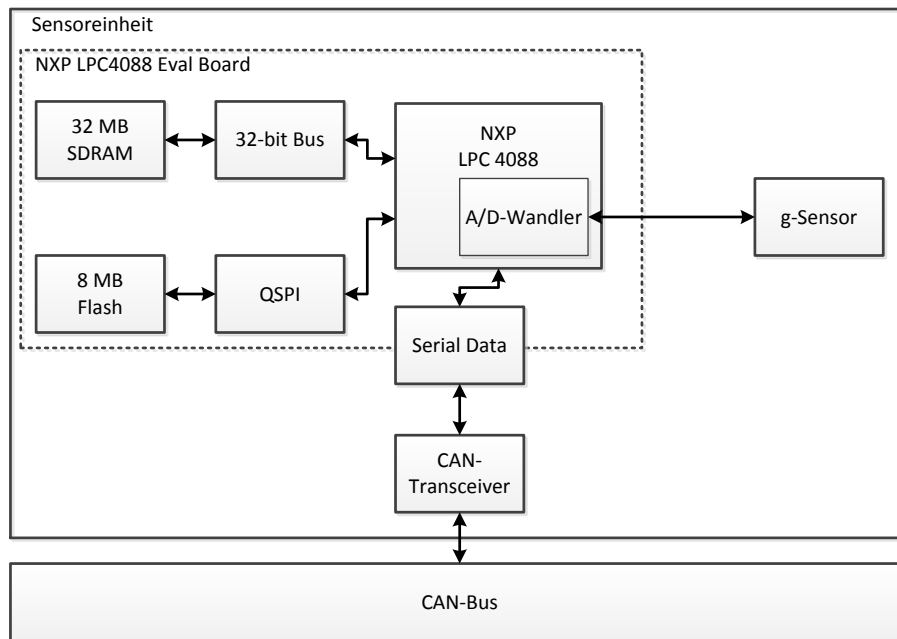 Sensoreinheit
NXP LPC4088 Eval Board
32 MB
SDRAM
32-bit Bus
NXP
LPC 4088
A/D-Wandler
g-Sensor
8 MB
Flash
QSPI
Serial Data
CAN-
Transceiver
CAN-Bus